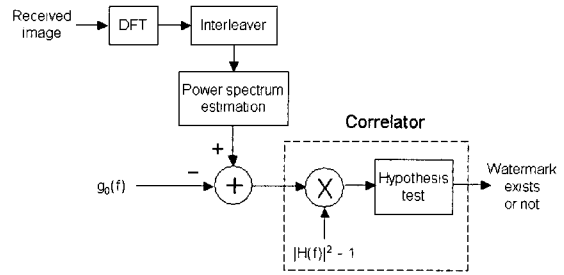 Received
image
DFT
Interleaver
Power spectrum
estimation
Correlator
+
−
g₀(f)
+
X
Hypothesis
test
Watermark
exists
or not
|H(f)|² - 1